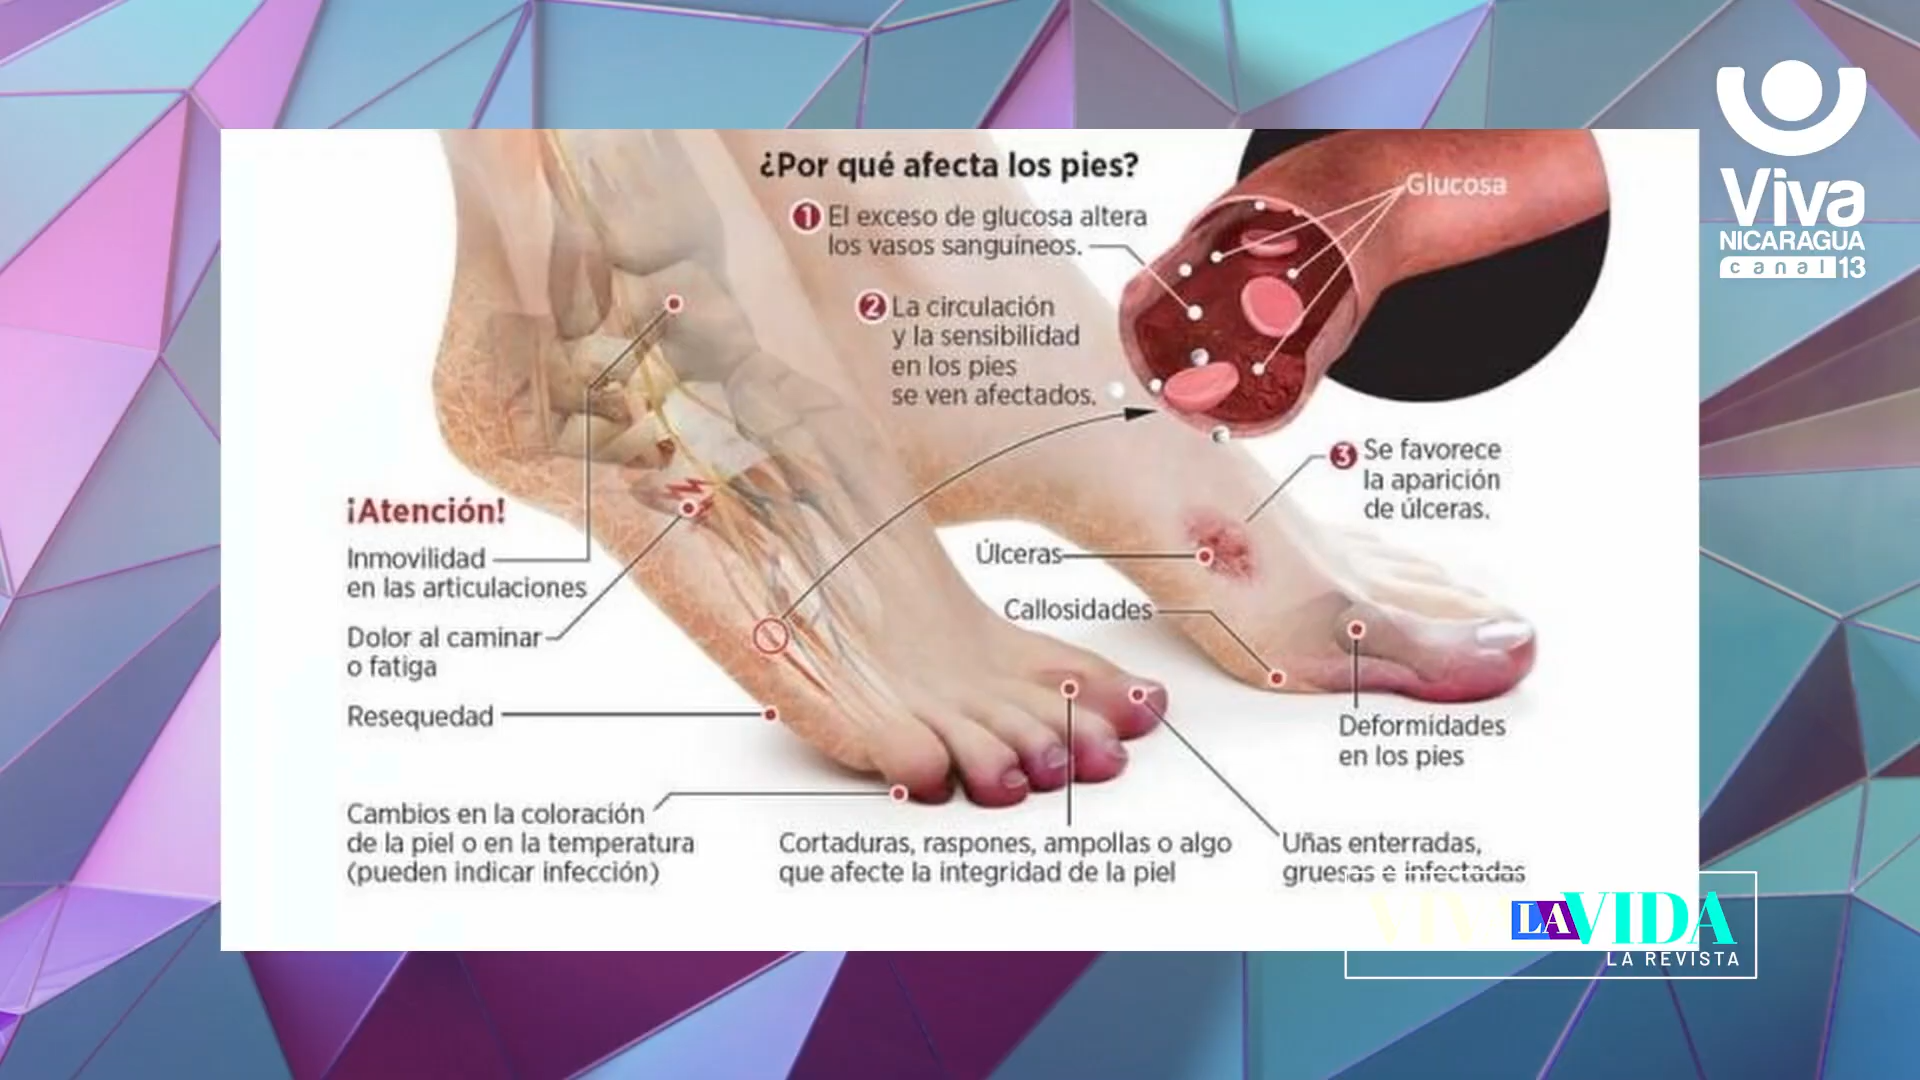 ¿Por qué afecta los pies?
1 El exceso de glucosa altera
los vasos sanguíneos.
Glucosa
2 La circulación
y la sensibilidad
en los pies
se ven afectados.
3 Se favorece
la aparición
de úlceras.
¡Atención!
Inmovilidad
en las articulaciones
Dolor al caminar
o fatiga
Resequedad
Cambios en la coloración
de la piel o en la temperatura
(pueden indicar infección)
Úlceras
Callosidades
Deformidades
en los pies
Cortaduras, raspones, ampollas o algo
que afecte la integridad de la piel
Uñas enterradas,
gruesas e infectadas
Viva
NICARAGUA
canal 13
VIVA LA VIDA
LA REVISTA